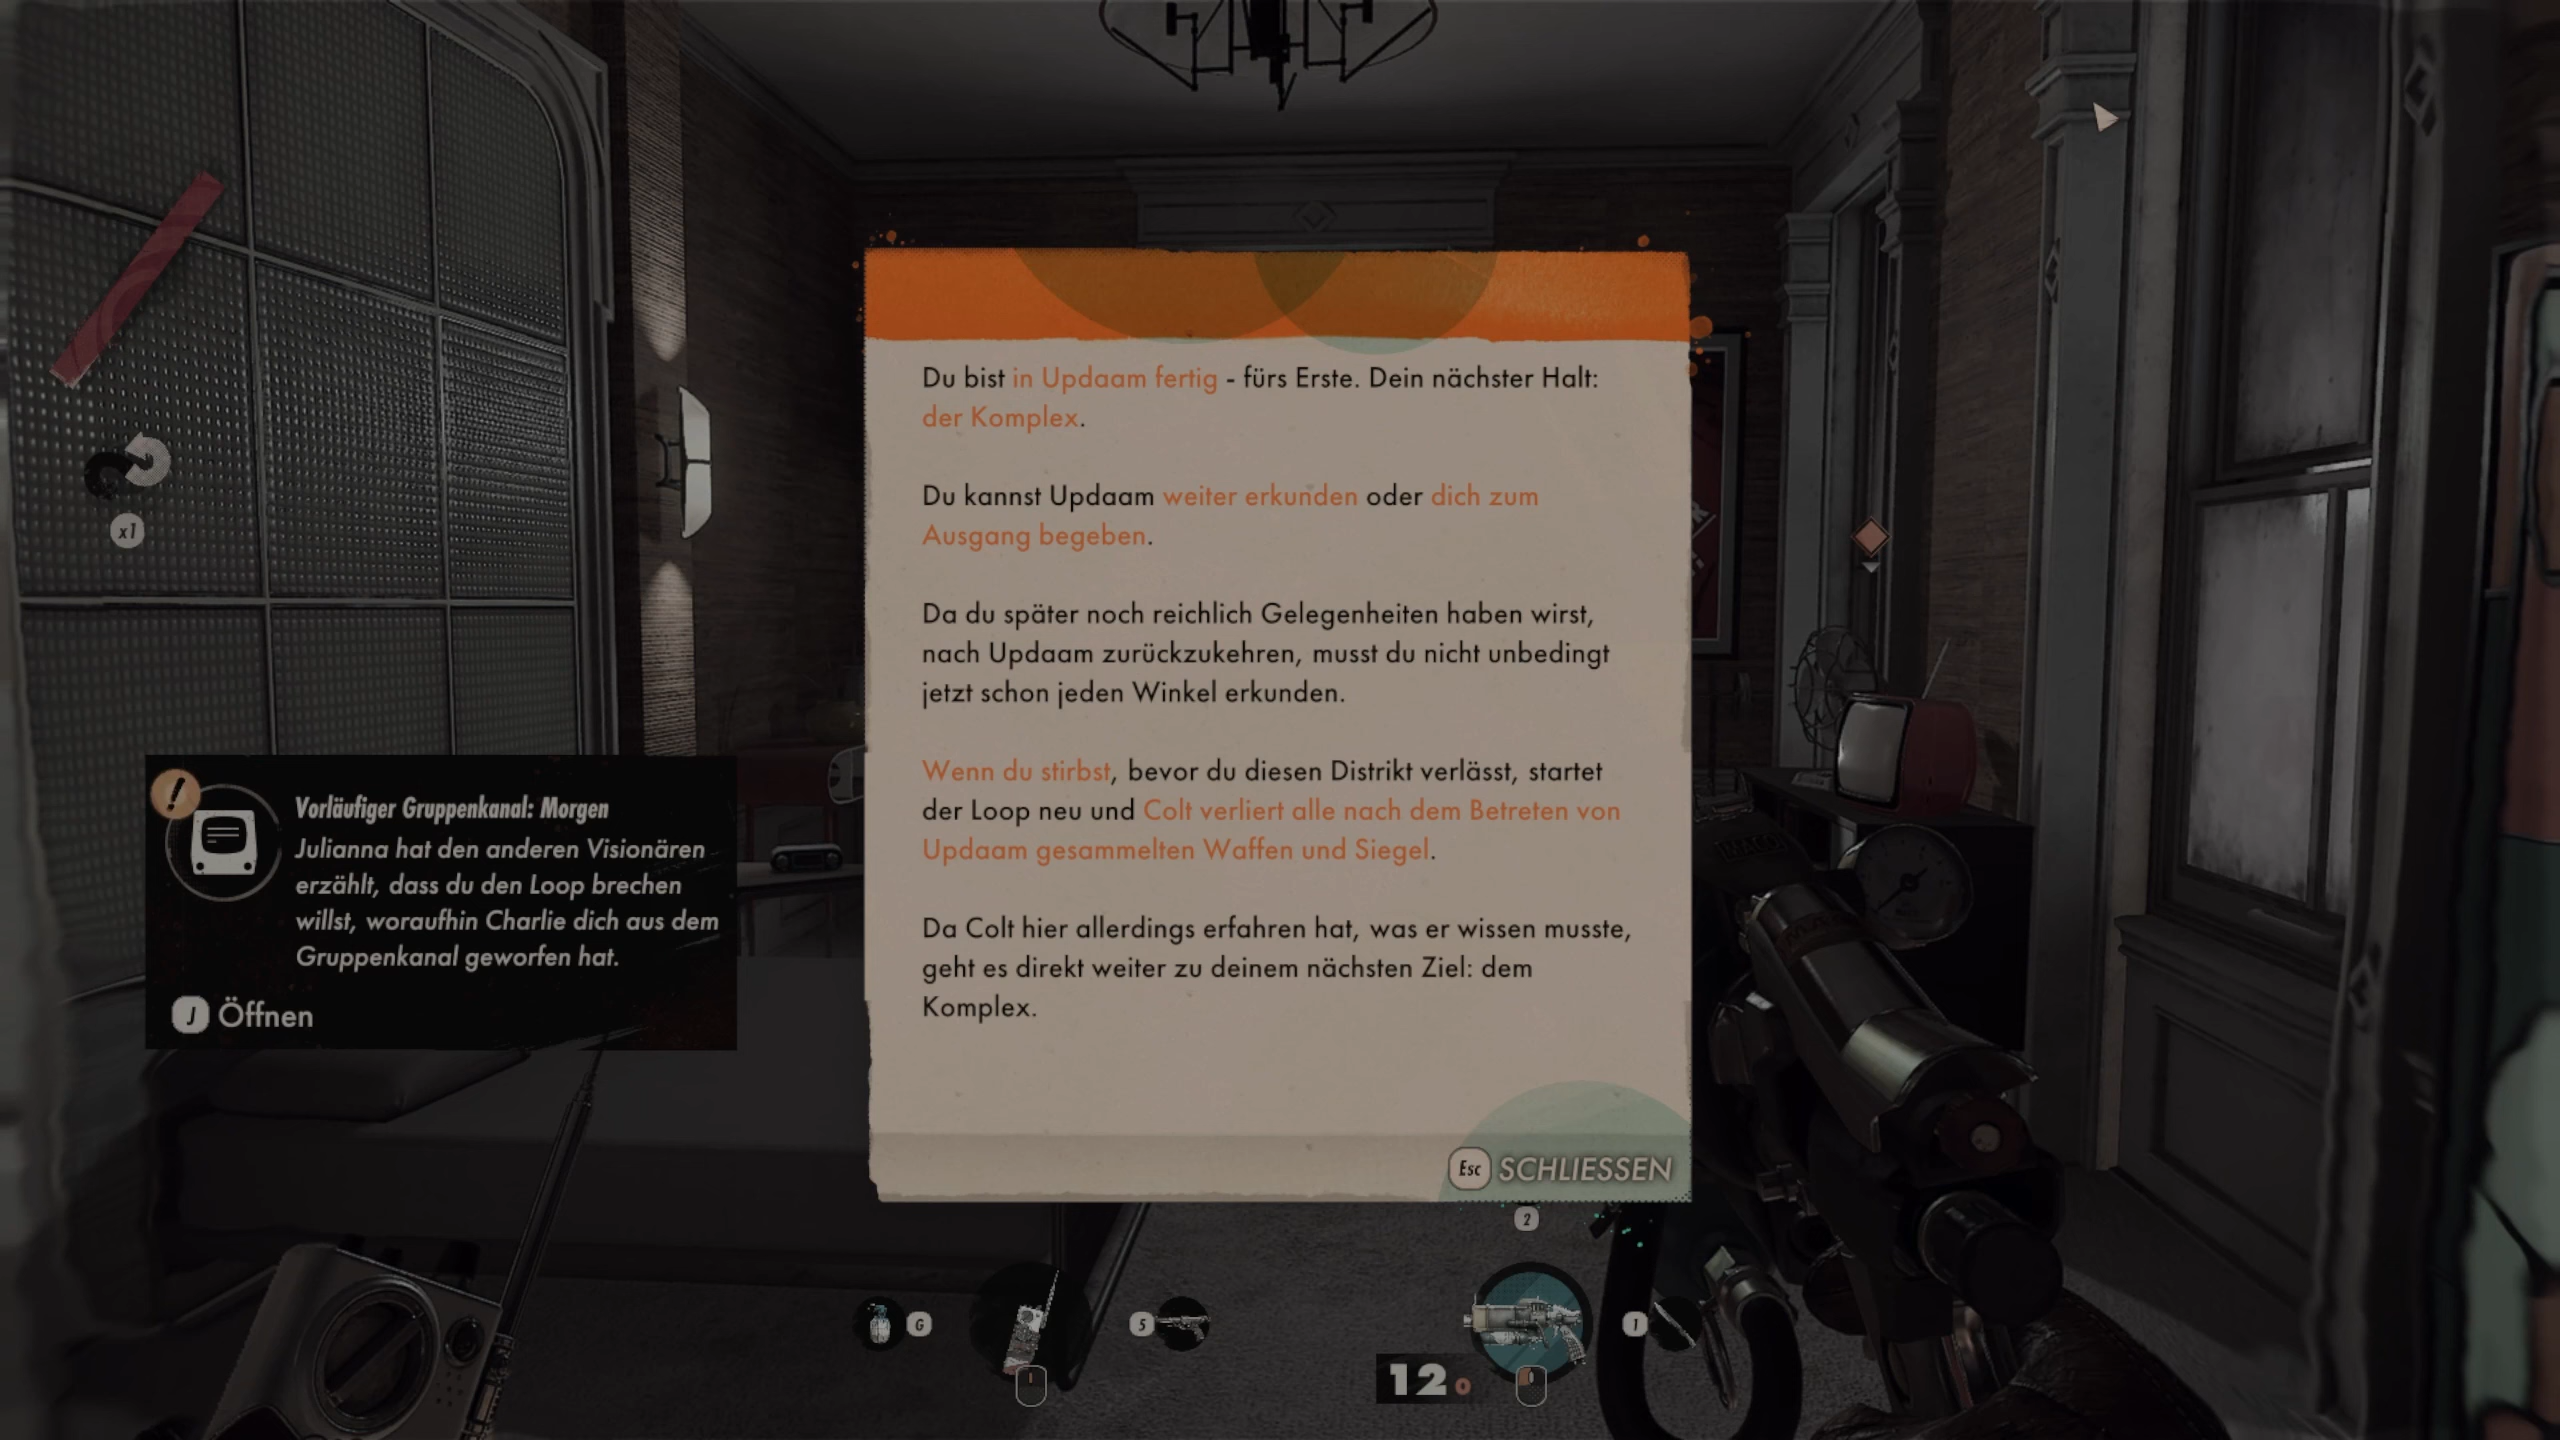 Du bist in Updaam fertig - fürs Erste. Dein nächster Halt:
der Komplex.
Du kannst Updaam weiter erkunden oder dich zum
Ausgang begeben.
Da du später noch reichlich Gelegenheiten haben wirst,
nach Updaam zurückzukehren, musst du nicht unbedingt
jetzt schon jeden Winkel erkunden.
Wenn du stirbst, bevor du diesen Distrikt verlässt, startet
der Loop neu und Colt verliert alle nach dem Betreten von
Updaam gesammelten Waffen und Siegel.
Da Colt hier allerdings erfahren hat, was er wissen musste,
geht es direkt weiter zu deinem nächsten Ziel: dem
Komplex.
Esc SCHLIESSEN
x1
!
Vorläufiger Gruppenkanal: Morgen
Julianna hat den anderen Visionären
erzählt, dass du den Loop brechen
willst, woraufhin Charlie dich aus dem
Gruppenkanal geworfen hat.
J Öffnen
2
G
5
1
12